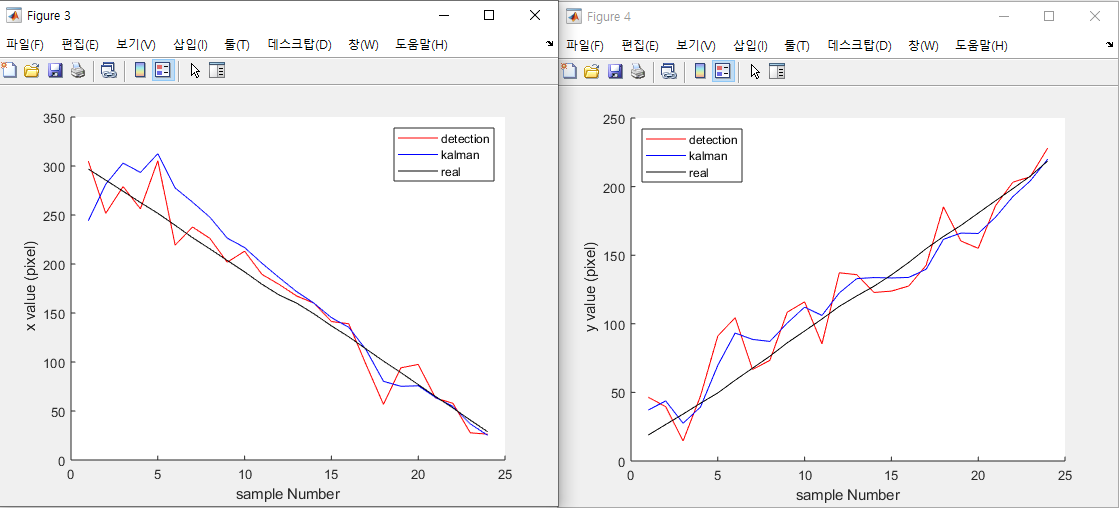 Figure 3
파일(F) 편집(E) 보기(V) 삽입(I) 툴(T) 데스크탑(D) 창(W) 도움말(H)
350
300
250
200
150
100
50
0
0 5 10 15 20 25
x value (pixel)
sample Number
detection
kalman
real
Figure 4
파일(F) 편집(E) 보기(V) 삽입(I) 툴(T) 데스크탑(D) 창(W) 도움말(H)
250
200
150
100
50
0
0 5 10 15 20 25
y value (pixel)
sample Number
detection
kalman
real